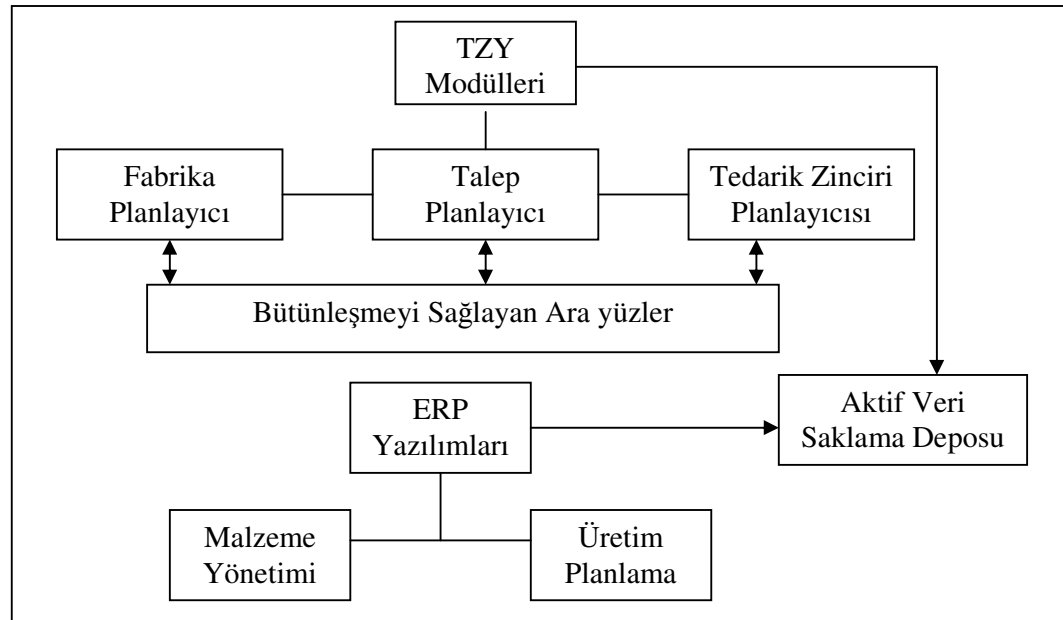 TZY
Modülleri
Fabrika
Planlayıcı
Talep
Planlayıcı
Tedarik Zinciri
Planlayıcısı
Bütünleşmeyi Sağlayan Ara yüzler
ERP
Yazılımları
Aktif Veri
Saklama Deposu
Malzeme
Yönetimi
Üretim
Planlama